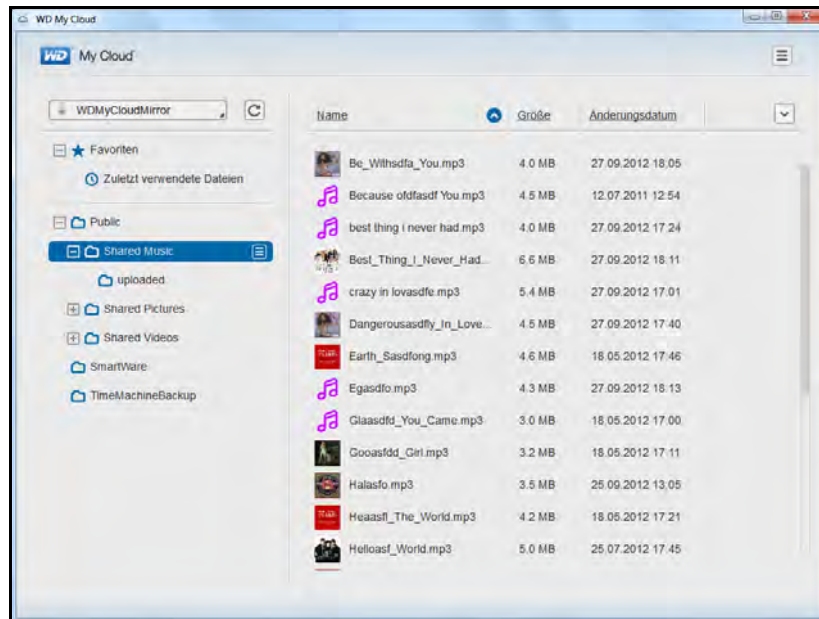 WD My Cloud
WD My Cloud
WDMyCloudMirror
Favoriten
Zuletzt verwendete Dateien
Public
Shared Music
uploaded
Shared Pictures
Shared Videos
SmartWare
TimeMachineBackup
Name Größe Änderungsdatum
Be_Withsdfa_You.mp3 4.0 MB 27.09.2012 18:05
Because ofdfasdf You.mp3 4.5 MB 12.07.2011 12:54
best thing i never had.mp3 4.0 MB 27.09.2012 17:24
Best_Thing_I_Never_Had... 6.6 MB 27.09.2012 18:11
crazy in lovasdfe.mp3 5.4 MB 27.09.2012 17:01
Dangerousasdfly_In_Love... 4.5 MB 27.09.2012 17:40
Earth_Sasdfong.mp3 4.6 MB 18.05.2012 17:46
Egasdfo.mp3 4.3 MB 27.09.2012 18:13
Glaasdfd_You_Came.mp3 3.0 MB 18.05.2012 17:00
Gooasfdd_Girl.mp3 3.2 MB 18.05.2012 17:11
Halasfo.mp3 3.5 MB 25.09.2012 13:05
Heaasfl_The_World.mp3 4.2 MB 18.05.2012 17:21
Helloasf_World.mp3 5.0 MB 25.07.2012 17:45